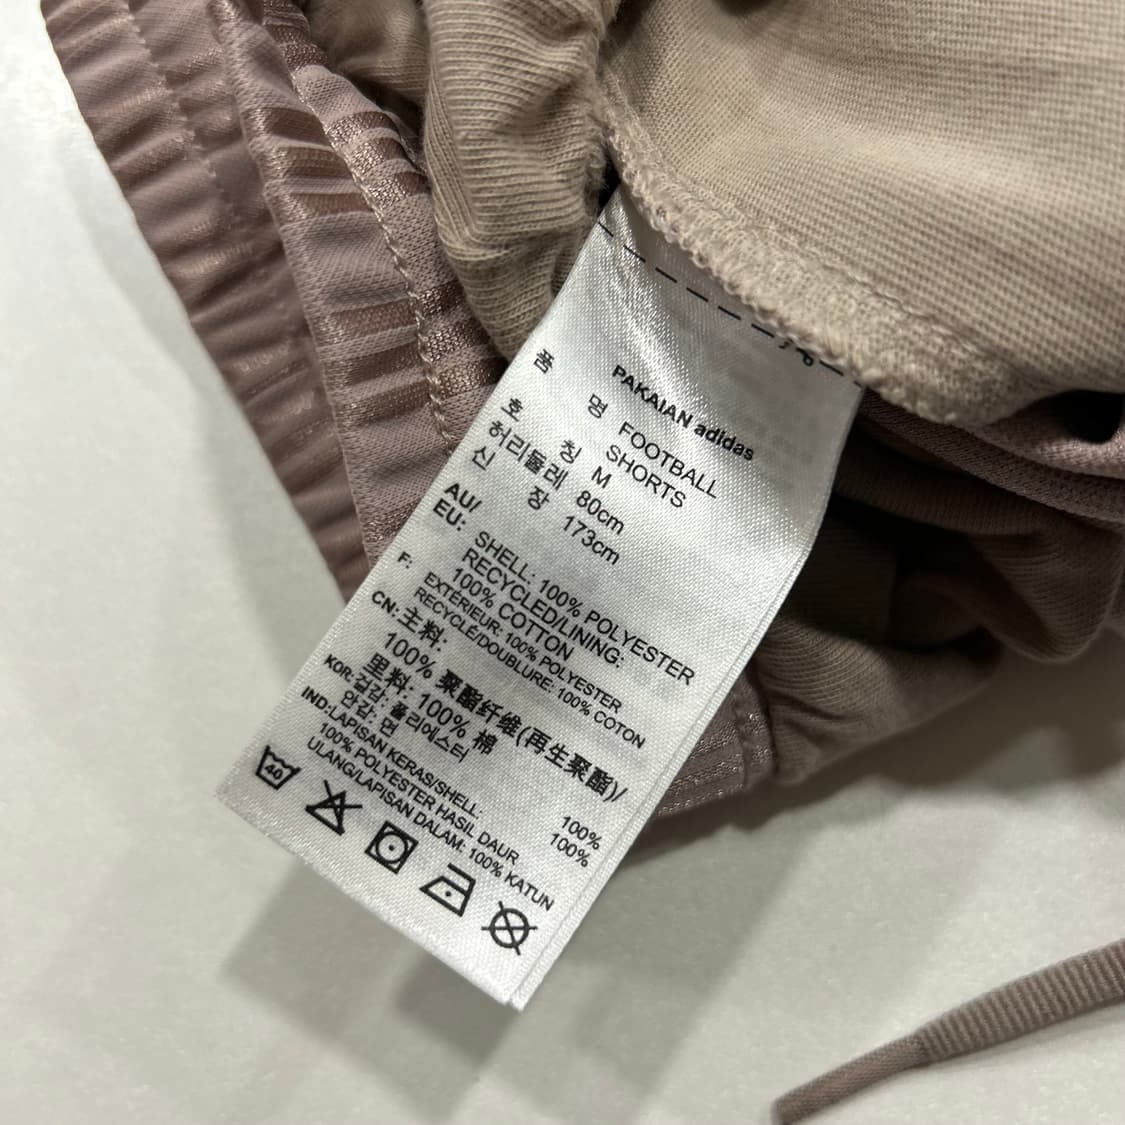 PAKAIAN adidas
품 명 FOOTBALL
SHORTS
호 칭 M
허리둘레 80cm
신 장 173cm
AU/
EU: SHELL: 100% POLYESTER
RECYCLED/LINING:
100% COTTON
F: EXTÉRIEUR: 100% POLYESTER
RECYCLÉ/DOUBLURE: 100% COTON
CN: 主料:
100% 聚酯纤维(再生聚酯)/
里料: 100% 棉
KOR: 겉감: 폴리에스터 100%
안감: 면 100%
IND: LAPISAN KERAS/SHELL:
100% POLYESTER HASIL DAUR
ULANG/LAPISAN DALAM: 100% KATUN
40